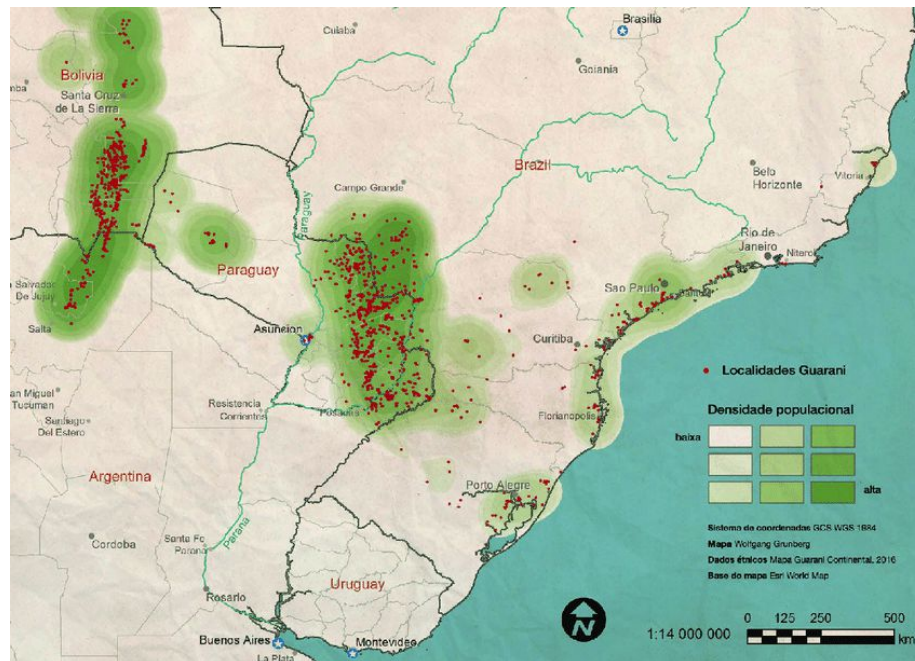 Brasilia
Cuiaba
Goiania
Bolivia
Santa Cruz
de La Sierra
Brazil
Belo
Horizonte
Vitoria
Campo Grande
Paraguay
Rio de
Janeiro
Niteroi
Paraguay
Sao Paulo
Salvador
De Jujuy
Salta
Asuncion
Curitiba
an Miguel
De Tucuman
Resistencia
Corrientes
Posadas
Florianopolis
Santiago
Del Estero
Argentina
Porto Alegre
Cordoba
Santa Fe
Parana
Parana
Uruguay
Rosario
Buenos Aires
La Plata
Montevideo
Localidades Guarani
Densidade populacional
baixa
alta
Sistema de coordenadas GCS WGS 1984
Mapa Wolfgang Grunberg
Dados étnicos Mapa Guarani Continental, 2016
Base do mapa Esri World Map
N
1:14 000 000
0 125 250 500
km